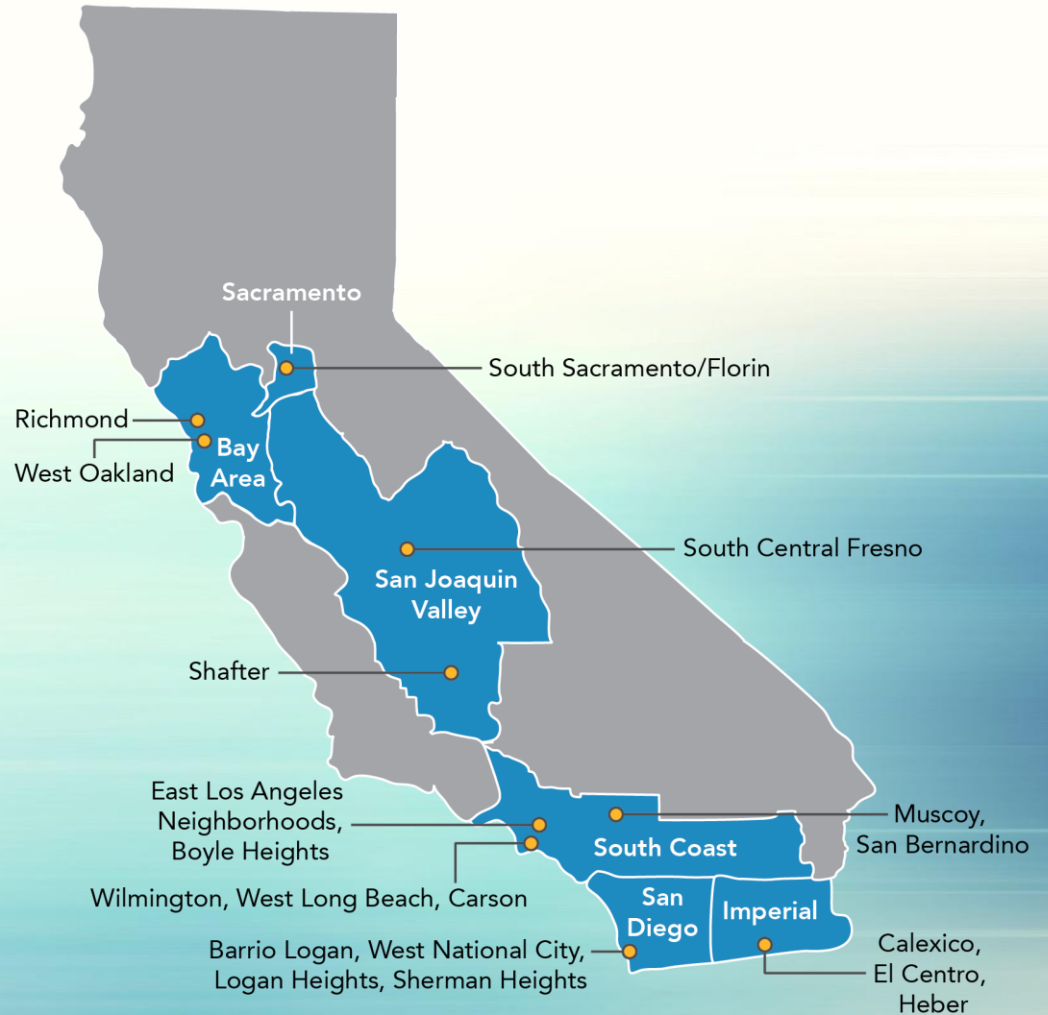 Sacramento
South Sacramento/Florin
Richmond
West Oakland
Bay
Area
South Central Fresno
San Joaquin
Valley
Shafter
East Los Angeles
Neighborhoods,
Boyle Heights
Muscoy,
San Bernardino
South Coast
Wilmington, West Long Beach, Carson
San
Diego
Imperial
Barrio Logan, West National City,
Logan Heights, Sherman Heights
Calexico,
El Centro,
Heber